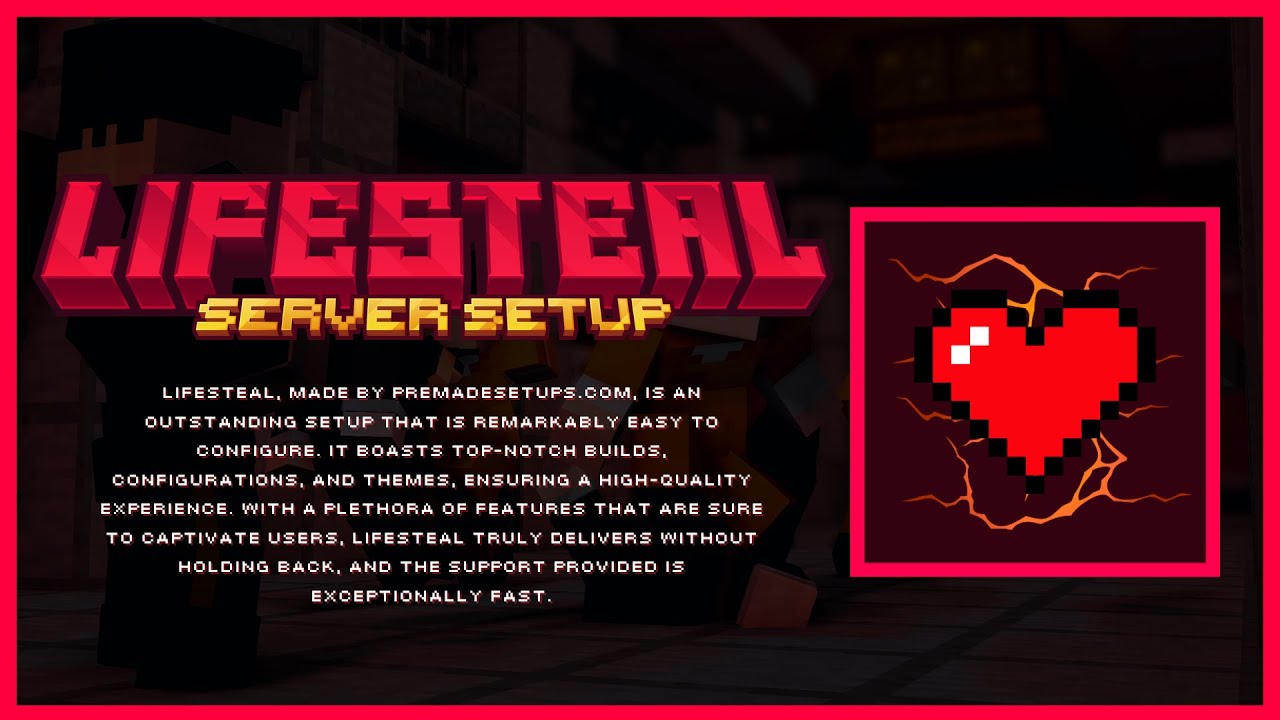 LIFESTEAL
SERVER SETUP
LIFESTEAL, MADE BY PREMADESETUPS.COM, IS AN
OUTSTANDING SETUP THAT IS REMARKABLY EASY TO
CONFIGURE. IT BOASTS TOP-NOTCH BUILDS,
CONFIGURATIONS, AND THEMES, ENSURING A HIGH-QUALITY
EXPERIENCE. WITH A PLETHORA OF FEATURES THAT ARE SURE
TO CAPTIVATE USERS, LIFESTEAL TRULY DELIVERS WITHOUT
HOLDING BACK, AND THE SUPPORT PROVIDED IS
EXCEPTIONALLY FAST.